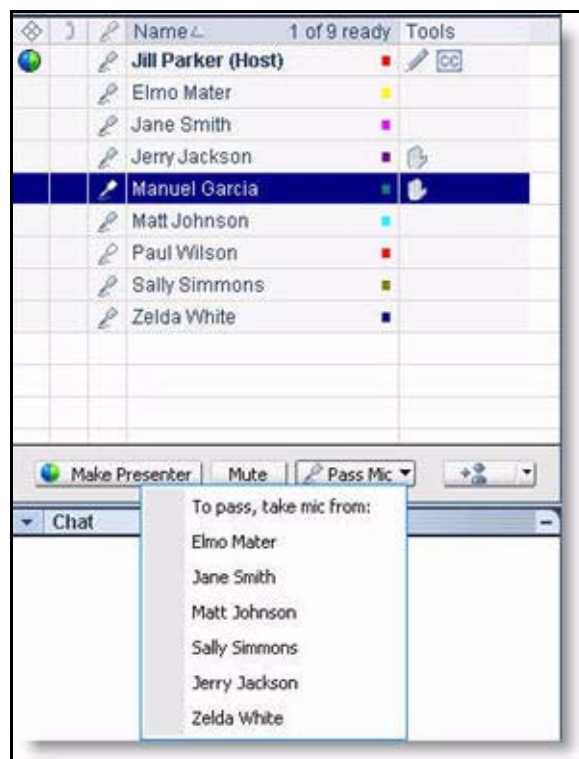 Name 1 of 9 ready Tools
Jill Parker (Host) CC
Elmo Mater
Jane Smith
Jerry Jackson
Manuel Garcia
Matt Johnson
Paul Wilson
Sally Simmons
Zelda White
Make Presenter Mute Pass Mic
Chat
To pass, take mic from:
Elmo Mater
Jane Smith
Matt Johnson
Sally Simmons
Jerry Jackson
Zelda White